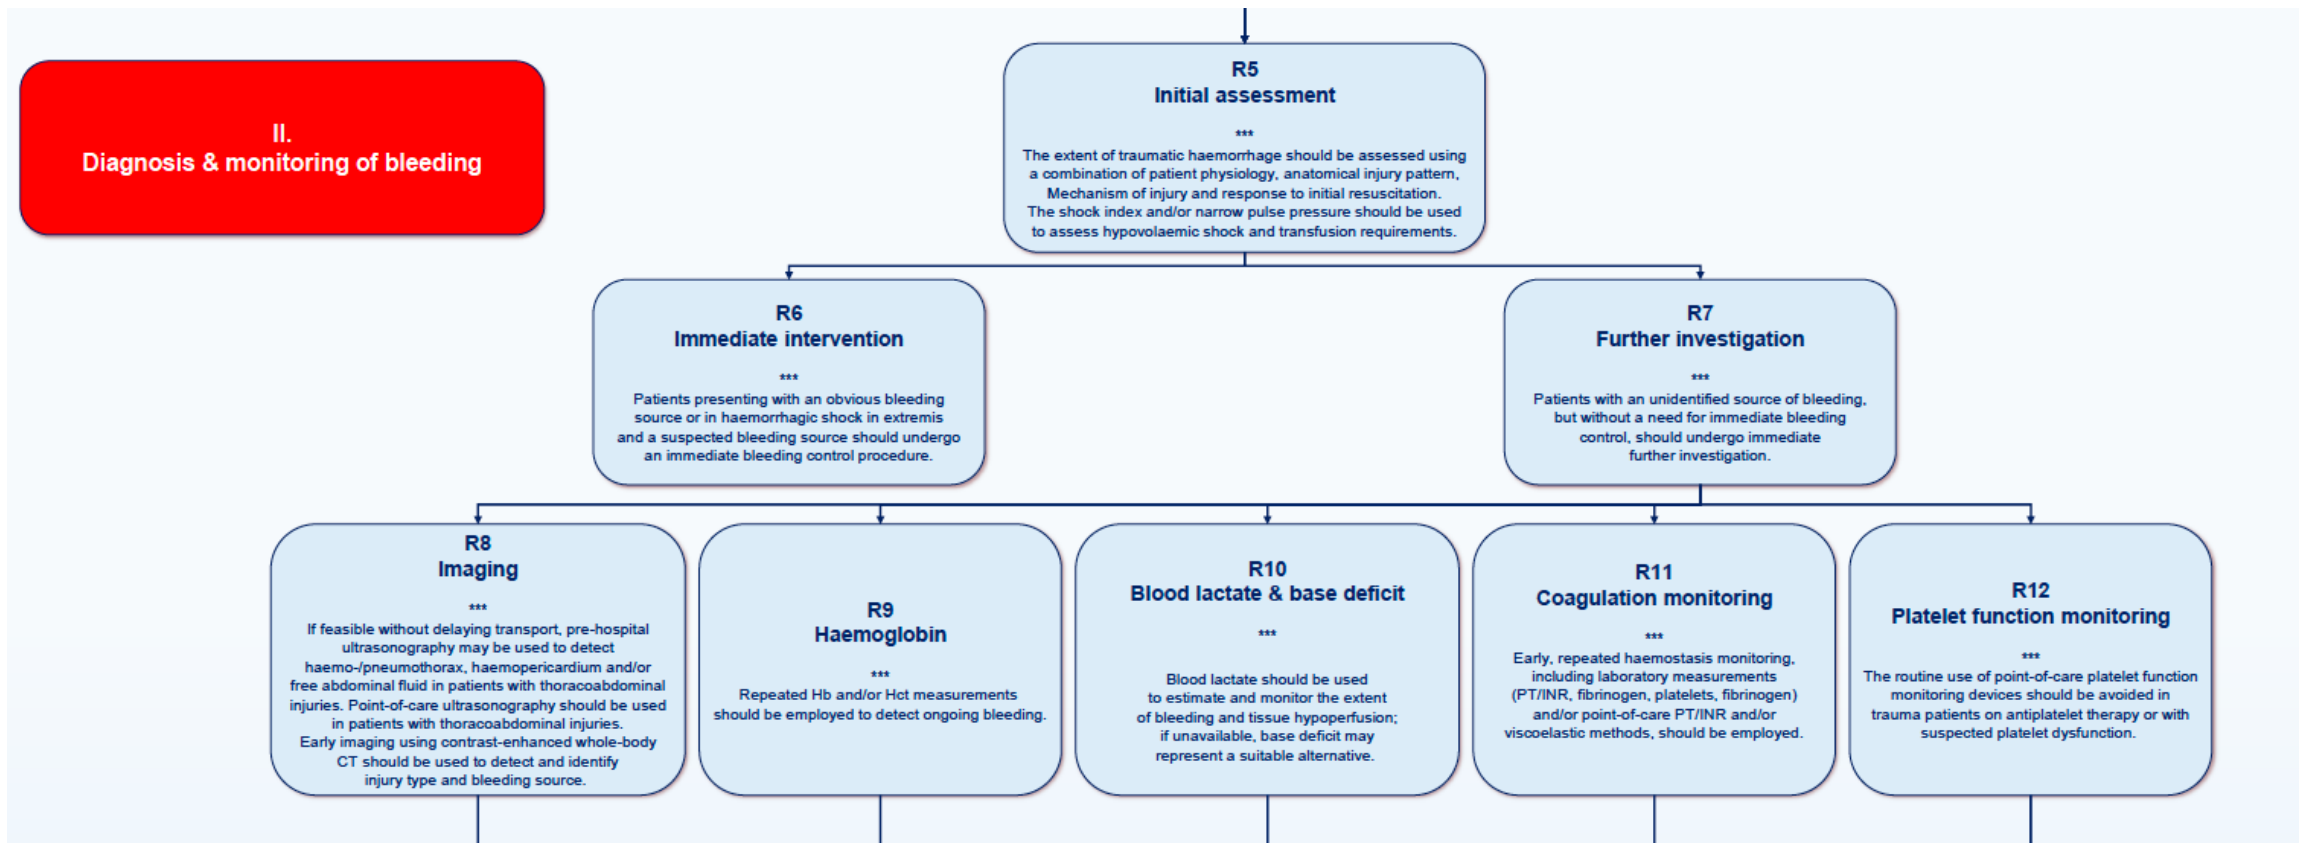 II.
Diagnosis & monitoring of bleeding
R5
Initial assessment
***
The extent of traumatic haemorrhage should be assessed using
a combination of patient physiology, anatomical injury pattern,
Mechanism of injury and response to initial resuscitation.
The shock index and/or narrow pulse pressure should be used
to assess hypovolaemic shock and transfusion requirements.
R6
Immediate intervention
***
Patients presenting with an obvious bleeding
source or in haemorrhagic shock in extremis
and a suspected bleeding source should undergo
an immediate bleeding control procedure.
R7
Further investigation
***
Patients with an unidentified source of bleeding,
but without a need for immediate bleeding
control, should undergo immediate
further investigation.
R8
Imaging
***
If feasible without delaying transport, pre-hospital
ultrasonography may be used to detect
haemo-/pneumothorax, haemopericardium and/or
free abdominal fluid in patients with thoracoabdominal
injuries. Point-of-care ultrasonography should be used
in patients with thoracoabdominal injuries.
Early imaging using contrast-enhanced whole-body
CT should be used to detect and identify
injury type and bleeding source.
R9
Haemoglobin
***
Repeated Hb and/or Hct measurements
should be employed to detect ongoing bleeding.
R10
Blood lactate & base deficit
***
Blood lactate should be used
to estimate and monitor the extent
of bleeding and tissue hypoperfusion;
if unavailable, base deficit may
represent a suitable alternative.
R11
Coagulation monitoring
***
Early, repeated haemostasis monitoring,
including laboratory measurements
(PT/INR, fibrinogen, platelets, fibrinogen)
and/or point-of-care PT/INR and/or
viscoelastic methods, should be employed.
R12
Platelet function monitoring
***
The routine use of point-of-care platelet function
monitoring devices should be avoided in
trauma patients on antiplatelet therapy or with
suspected platelet dysfunction.